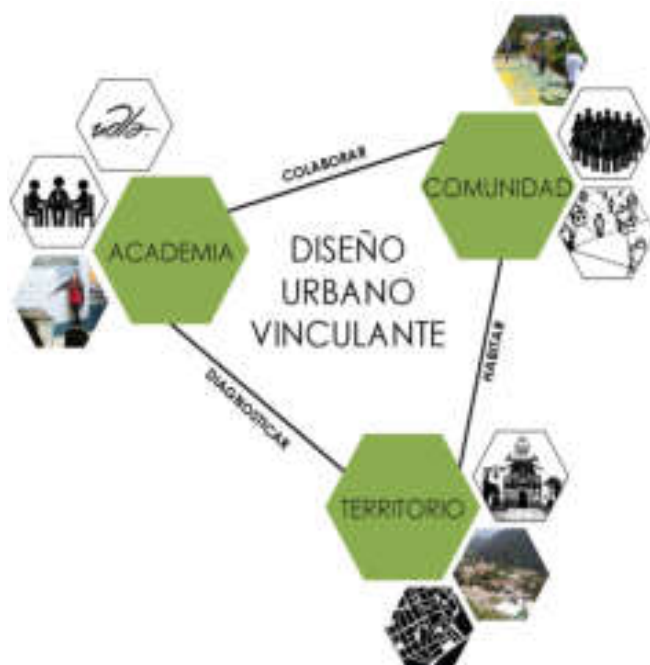 COLABORAR
COMUNIDAD
ACADEMIA
DISEÑO
URBANO
VINCULANTE
HABITAR
DIAGNOSTICAR
TERRITORIO